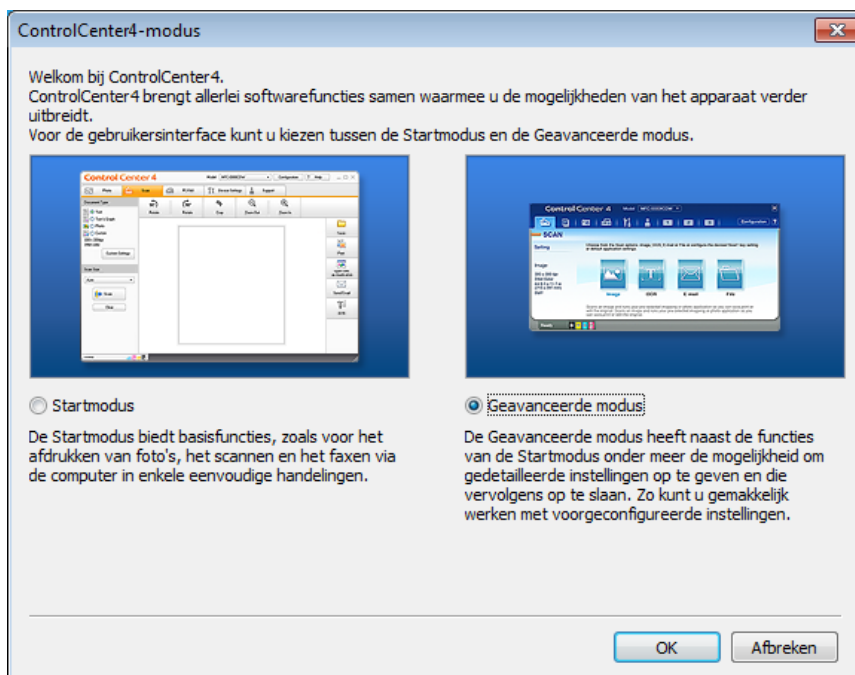 ControlCenter4-modus
Welkom bij ControlCenter4.
ControlCenter4 brengt allerlei softwarefuncties samen waarmee u de mogelijkheden van het apparaat verder
uitbreidt.
Voor de gebruikersinterface kunt u kiezen tussen de Startmodus en de Geavanceerde modus.
Control Center 4
Scan
Control Center 4
SCAN
Setting
Image
OCR
E-mail
File
Ready
Startmodus
De Startmodus biedt basisfuncties, zoals voor het
afdrukken van foto's, het scannen en het faxen via
de computer in enkele eenvoudige handelingen.
Geavanceerde modus
De Geavanceerde modus heeft naast de functies
van de Startmodus onder meer de mogelijkheid om
gedetailleerde instellingen op te geven en die
vervolgens op te slaan. Zo kunt u gemakkelijk
werken met voorgeconfigureerde instellingen.
OK
Afbreken